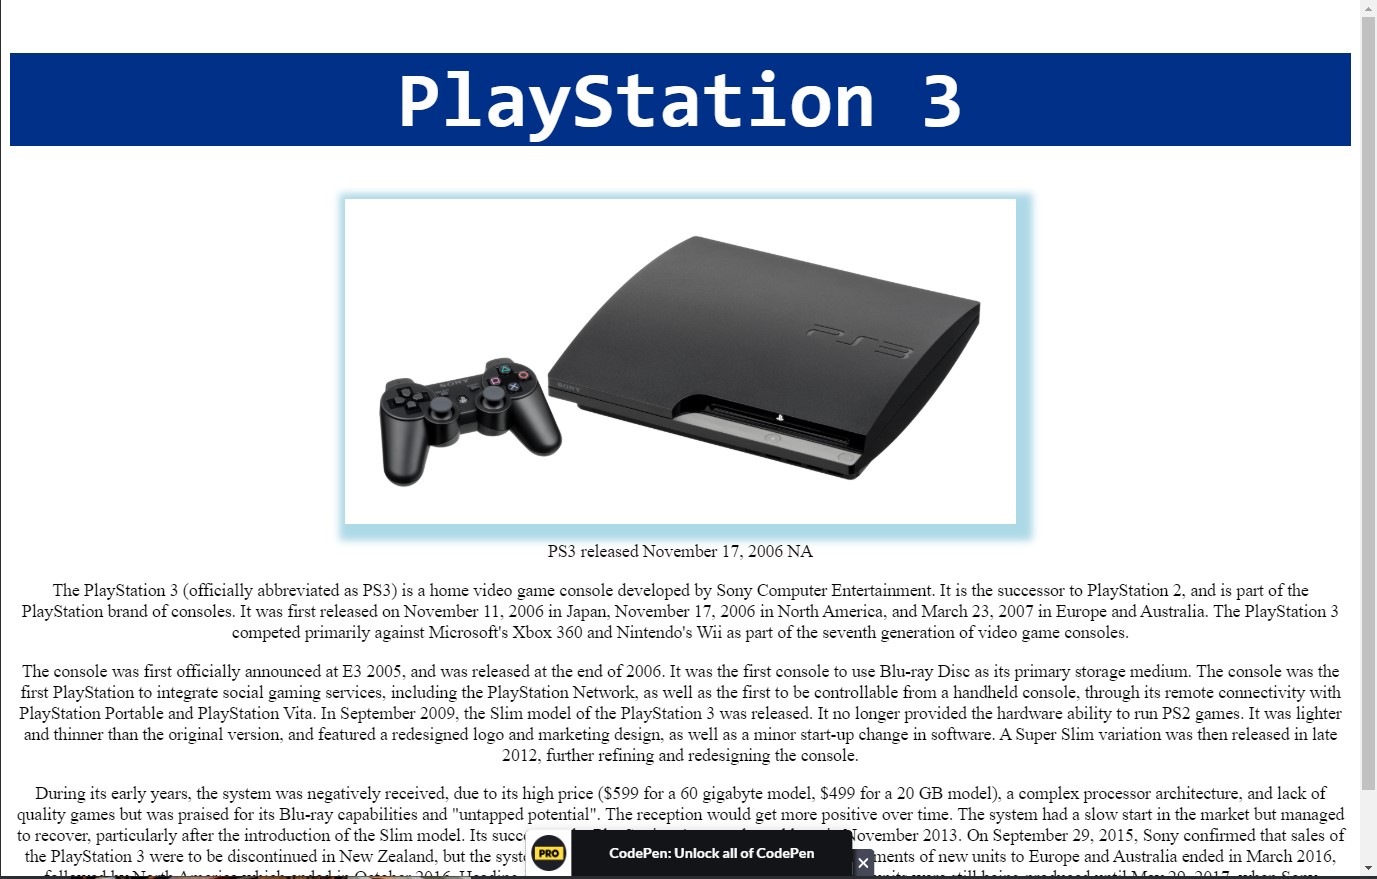 PlayStation 3
PS3
SONY
SONY
PS3 released November 17, 2006 NA
The PlayStation 3 (officially abbreviated as PS3) is a home video game console developed by Sony Computer Entertainment. It is the successor to PlayStation 2, and is part of the
PlayStation brand of consoles. It was first released on November 11, 2006 in Japan, November 17, 2006 in North America, and March 23, 2007 in Europe and Australia. The PlayStation 3
competed primarily against Microsoft's Xbox 360 and Nintendo's Wii as part of the seventh generation of video game consoles.
The console was first officially announced at E3 2005, and was released at the end of 2006. It was the first console to use Blu-ray Disc as its primary storage medium. The console was the
first PlayStation to integrate social gaming services, including the PlayStation Network, as well as the first to be controllable from a handheld console, through its remote connectivity with
PlayStation Portable and PlayStation Vita. In September 2009, the Slim model of the PlayStation 3 was released. It no longer provided the hardware ability to run PS2 games. It was lighter
and thinner than the original version, and featured a redesigned logo and marketing design, as well as a minor start-up change in software. A Super Slim variation was then released in late
2012, further refining and redesigning the console.
During its early years, the system was negatively received, due to its high price ($599 for a 60 gigabyte model, $499 for a 20 GB model), a complex processor architecture, and lack of
quality games but was praised for its Blu-ray capabilities and "untapped potential". The reception would get more positive over time. The system had a slow start in the market but managed
to recover, particularly after the introduction of the Slim model. Its November 2013. On September 29, 2015, Sony confirmed that sales of
the PlayStation 3 were to be discontinued in New Zealand, but the of new units to Europe and Australia ended in March 2016,
PRO CodePen: Unlock all of CodePen